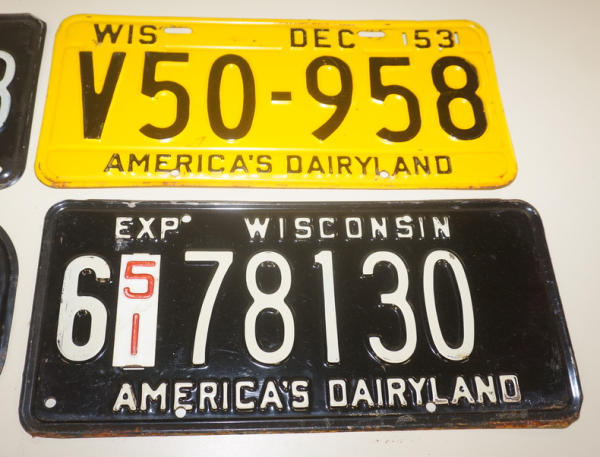 WIS DEC 53
V50-958
AMERICA'S DAIRYLAND
EXP WISCONSIN
6 51 78130
AMERICA'S DAIRYLAND